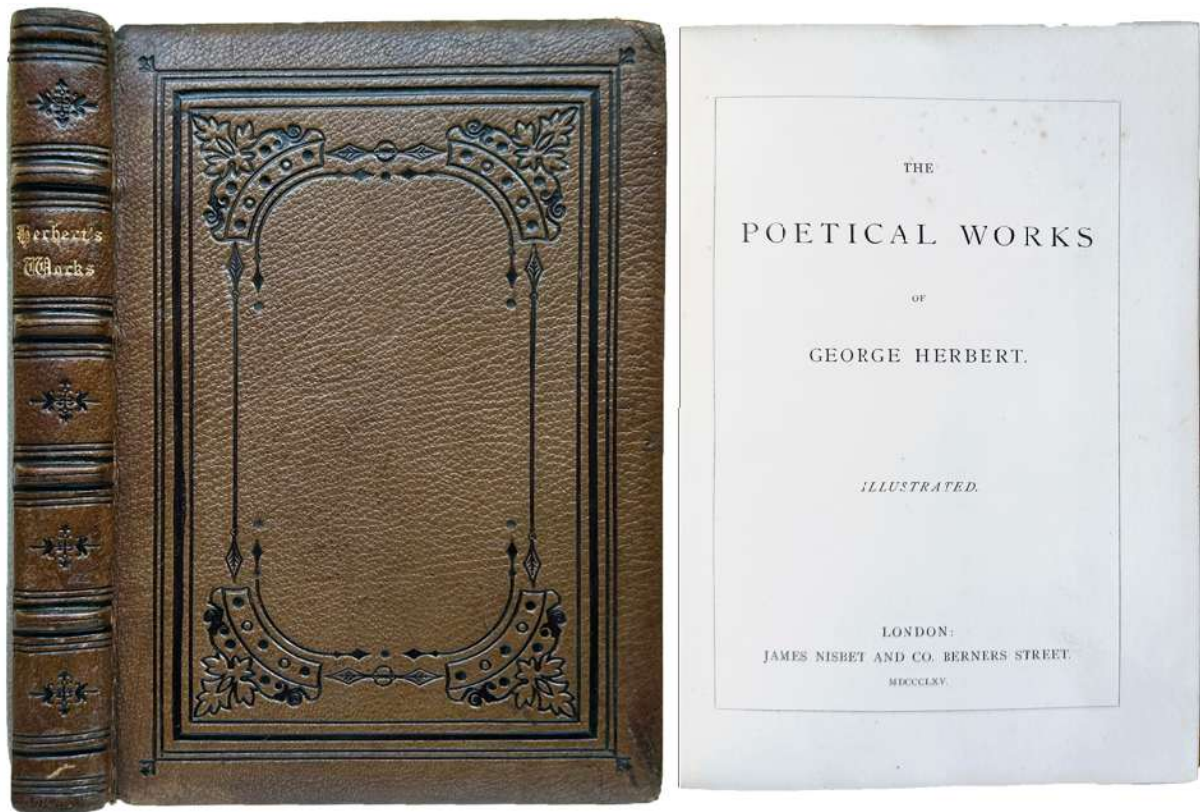 Herbert's
Works
THE
POETICAL WORKS
OF
GEORGE HERBERT.
ILLUSTRATED.
LONDON:
JAMES NISBET AND CO. BERNERS STREET.
MDCCCLXV.